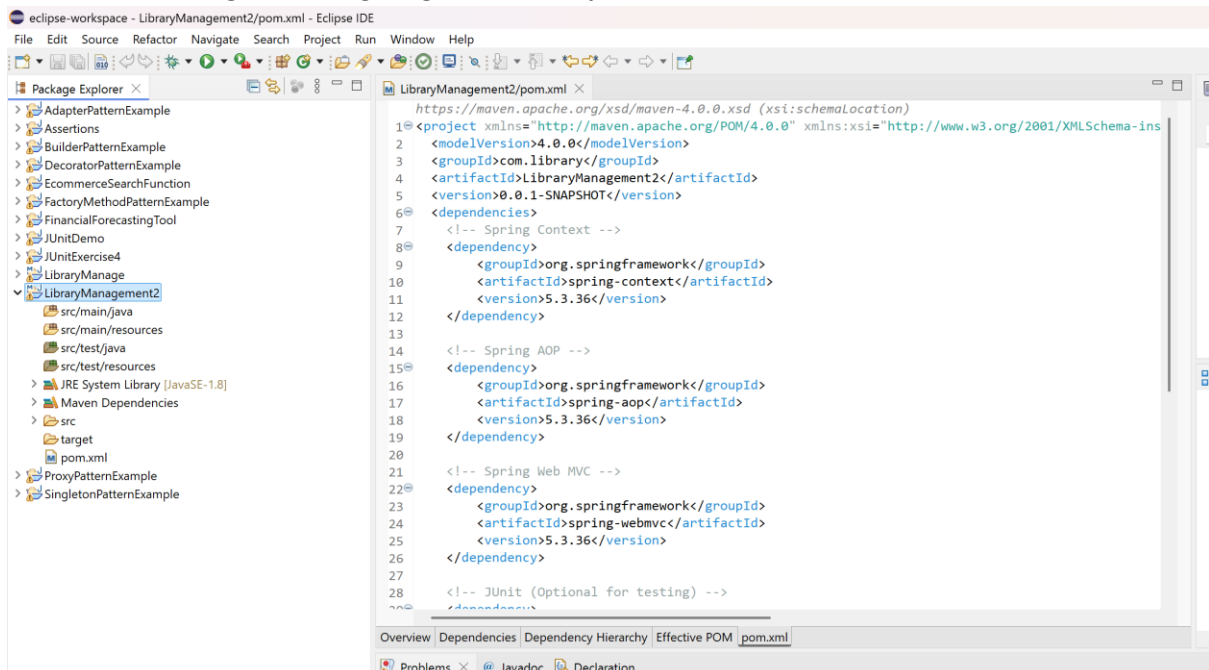 eclipse-workspace - LibraryManagement2/pom.xml - Eclipse IDE
File Edit Source Refactor Navigate Search Project Run Window Help
Package Explorer
AdapterPatternExample
Assertions
BuilderPatternExample
DecoratorPatternExample
EcommerceSearchFunction
FactoryMethodPatternExample
FinancialForecastingTool
JUnitDemo
JUnitExercise4
LibraryManage
LibraryManagement2
src/main/java
src/main/resources
src/test/java
src/test/resources
JRE System Library [JavaSE-1.8]
Maven Dependencies
src
target
pom.xml
ProxyPatternExample
SingletonPatternExample
LibraryManagement2/pom.xml
https://maven.apache.org/xsd/maven-4.0.0.xsd (xsi:schemaLocation)
1 <project xmlns="http://maven.apache.org/POM/4.0.0" xmlns:xsi="http://www.w3.org/2001/XMLSchema-ins
2 <modelVersion>4.0.0</modelVersion>
3 <groupId>com.library</groupId>
4 <artifactId>LibraryManagement2</artifactId>
5 <version>0.0.1-SNAPSHOT</version>
6 <dependencies>
7 <!-- Spring Context -->
8 <dependency>
9 <groupId>org.springframework</groupId>
10 <artifactId>spring-context</artifactId>
11 <version>5.3.36</version>
12 </dependency>
13
14 <!-- Spring AOP -->
15 <dependency>
16 <groupId>org.springframework</groupId>
17 <artifactId>spring-aop</artifactId>
18 <version>5.3.36</version>
19 </dependency>
20
21 <!-- Spring Web MVC -->
22 <dependency>
23 <groupId>org.springframework</groupId>
24 <artifactId>spring-webmvc</artifactId>
25 <version>5.3.36</version>
26 </dependency>
27
28 <!-- JUnit (Optional for testing) -->
Overview Dependencies Dependency Hierarchy Effective POM pom.xml
Problems @ Javadoc Declaration